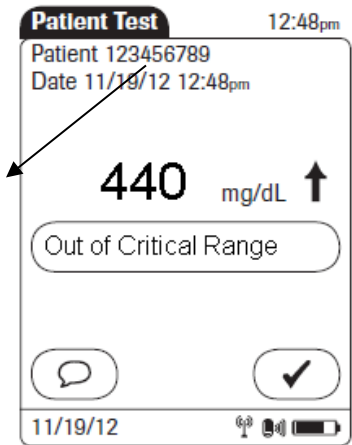 Patient Test 12:48pm
Patient 123456789
Date 11/19/12 12:48pm
440 mg/dL
Out of Critical Range
11/19/12